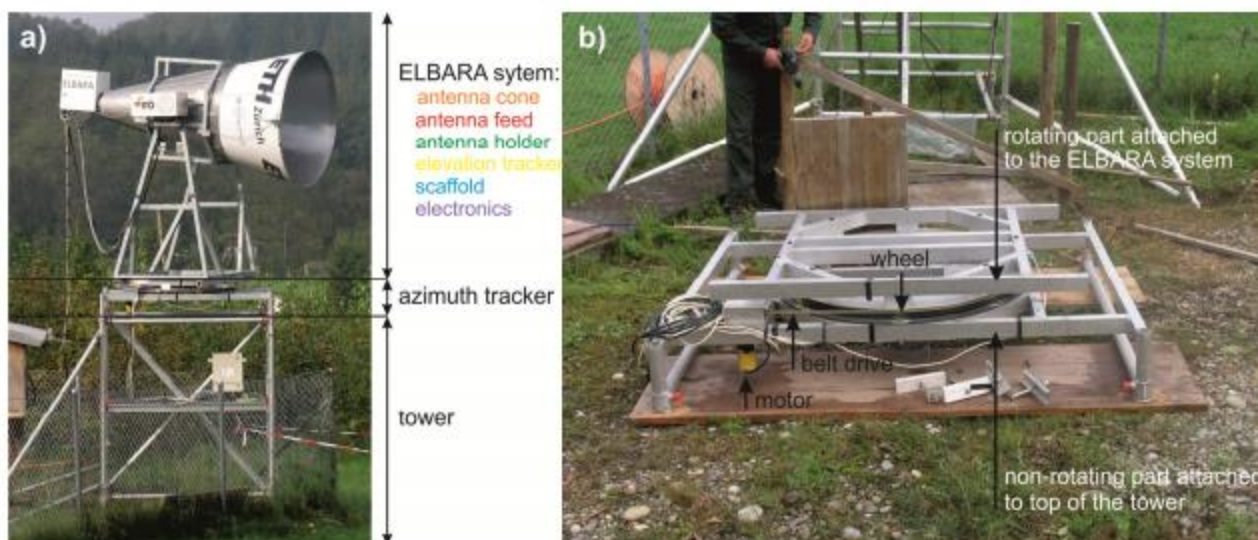 a)
ELBARA
ETH Zürich
ELBARA sytem:
antenna cone
antenna feed
antenna holder
elevation tracker
scaffold
electronics
azimuth tracker
tower
b)
rotating part attached
to the ELBARA system
wheel
belt drive
motor
non-rotating part attached
to top of the tower